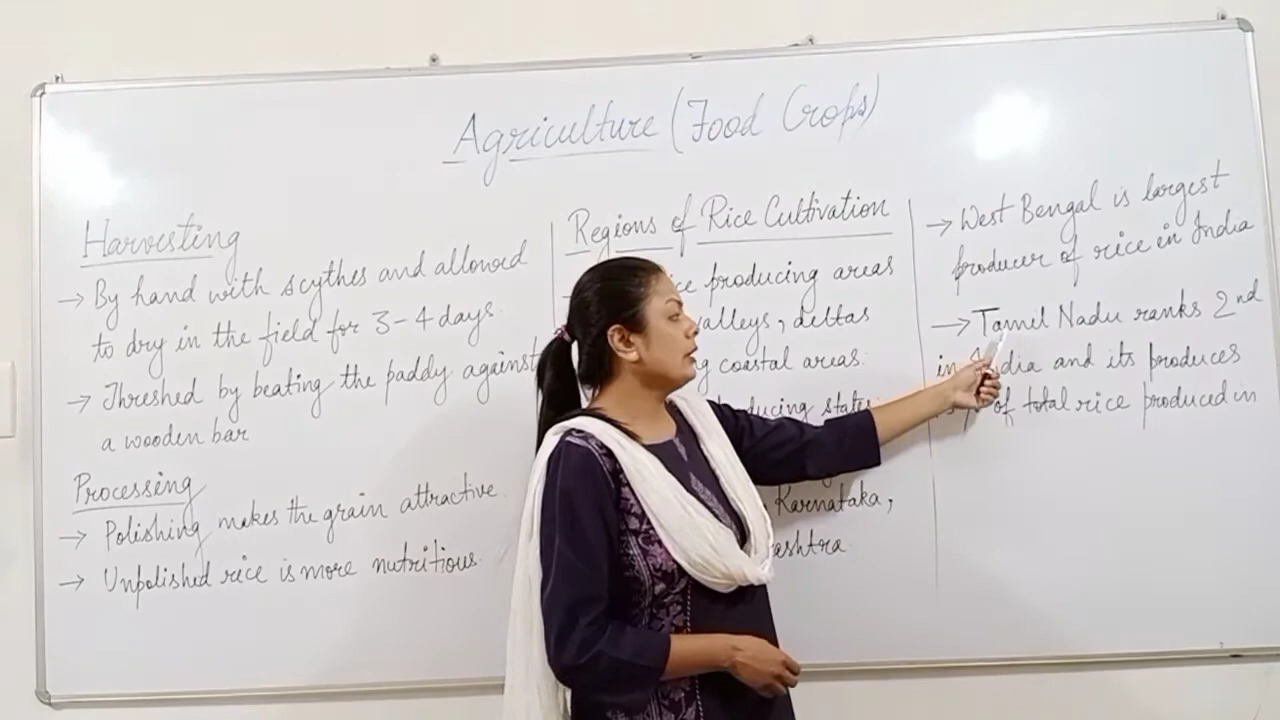 Agriculture (Food Crops)
Harvesting
→ By hand with scythes and allowed
to dry in the field for 3-4 days.
→ Threshed by beating the paddy against
a wooden bar
Processing
→ Polishing makes the grain attractive.
→ Unpolished rice is more nutritious.
Regions of Rice Cultivation
producing areas
valleys, deltas
coastal areas.
states
Karnataka,
→ West Bengal is largest
producer of rice in India
→ Tamil Nadu ranks 2nd
in and its produces
of total rice produced in